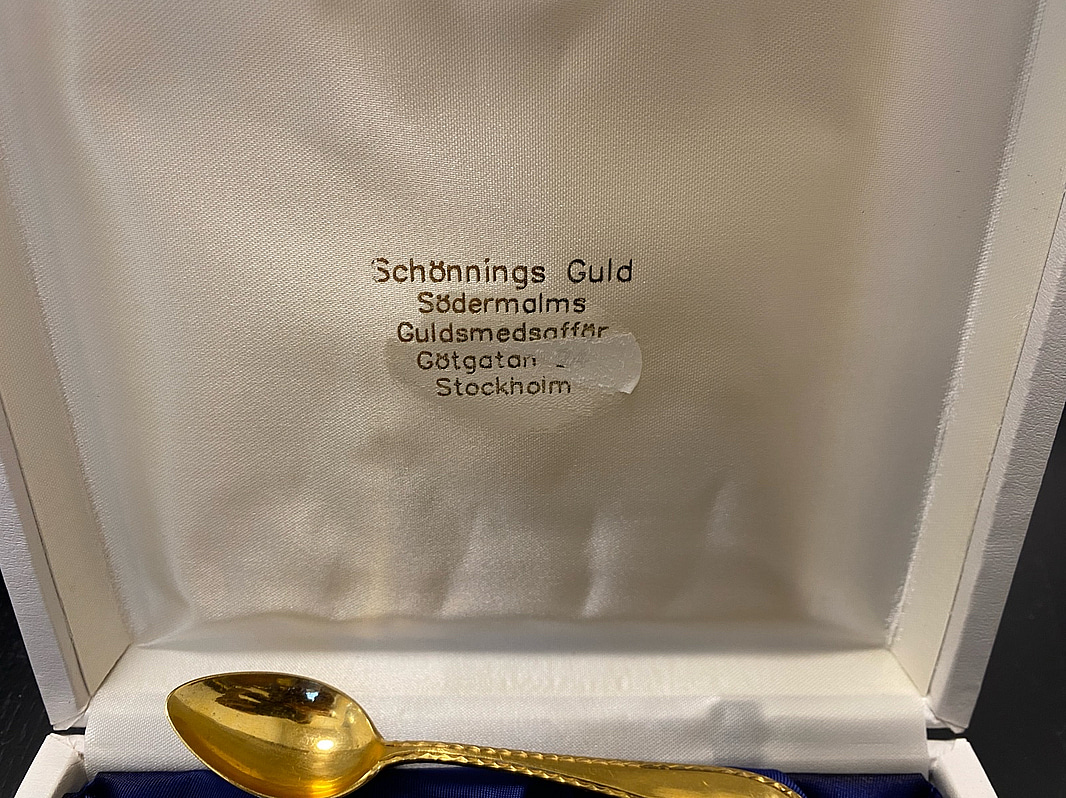 Schönnings Guld
Södermalms
Guldsmedsaffär
Götgatan
Stockholm